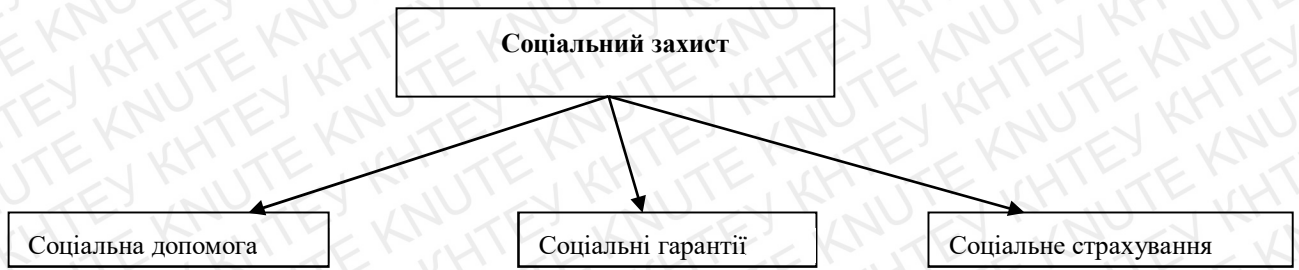 Соціальний захист
Соціальна допомога
Соціальні гарантії
Соціальне страхування